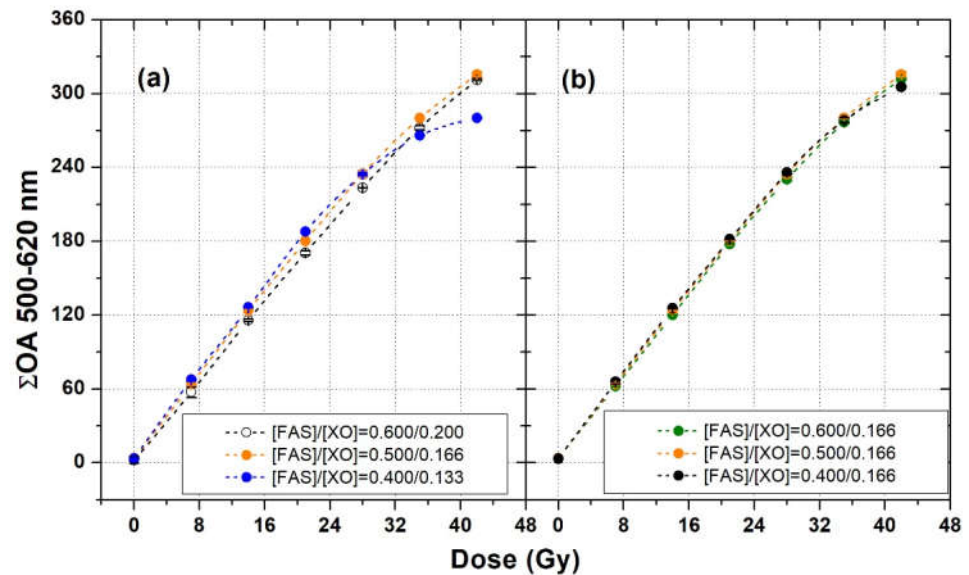 360
300
240
180
120
60
0
ΣOA 500-620 nm
(a)
(b)
[FAS]/[XO]=0.600/0.200
[FAS]/[XO]=0.500/0.166
[FAS]/[XO]=0.400/0.133
[FAS]/[XO]=0.600/0.166
[FAS]/[XO]=0.500/0.166
[FAS]/[XO]=0.400/0.166
0 8 16 24 32 40 48 0 8 16 24 32 40 48
Dose (Gy)